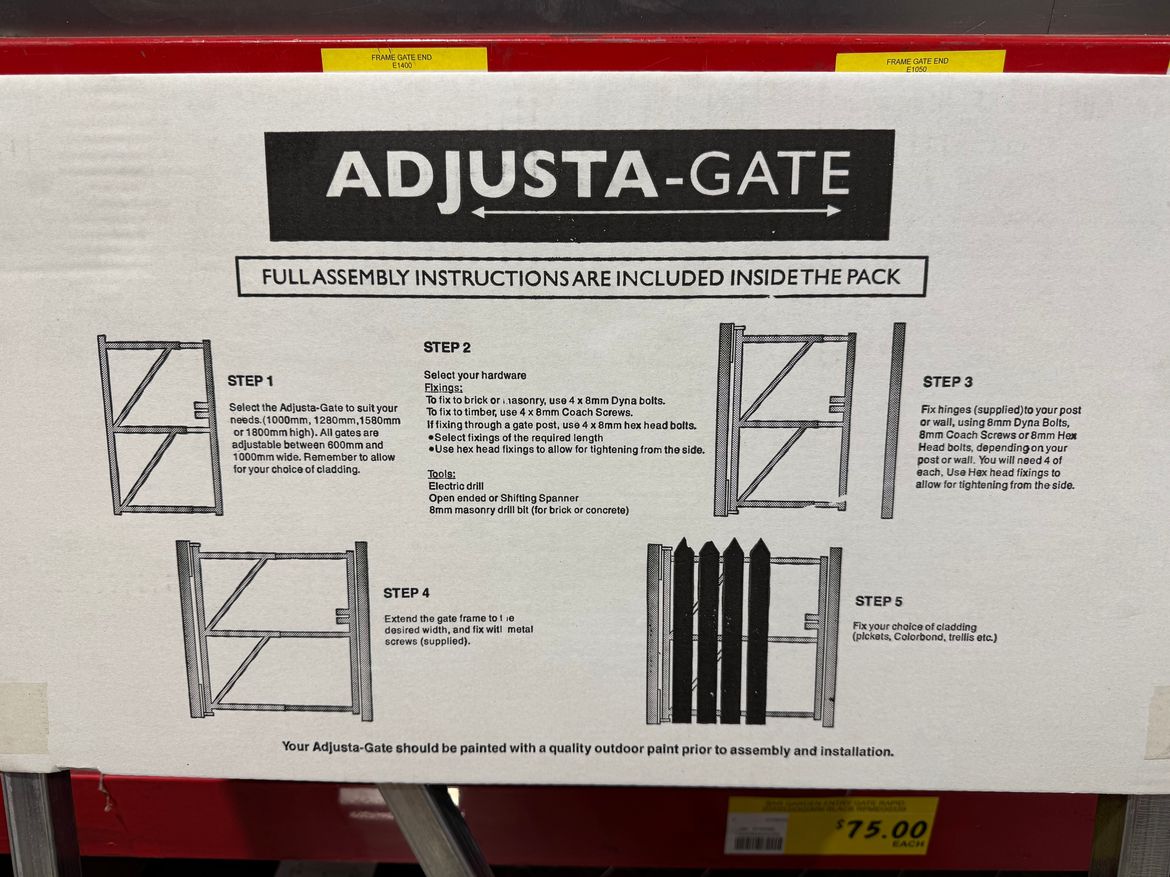 FRAME GATE END
E1400
FRAME GATE END
E1050
ADJUSTA-GATE
FULL ASSEMBLY INSTRUCTIONS ARE INCLUDED INSIDE THE PACK
STEP 1
Select the Adjusta-Gate to suit your
needs.(1000mm, 1280mm,1580mm
or 1800mm high). All gates are
adjustable between 600mm and
1000mm wide. Remember to allow
for your choice of cladding.
STEP 2
Select your hardware
Fixings:
To fix to brick or masonry, use 4 x 8mm Dyna bolts.
To fix to timber, use 4 x 8mm Coach Screws.
If fixing through a gate post, use 4 x 8mm hex head bolts.
•Select fixings of the required length
•Use hex head fixings to allow for tightening from the side.
Tools:
Electric drill
Open ended or Shifting Spanner
8mm masonry drill bit (for brick or concrete)
STEP 3
Fix hinges (supplied)to your post
or wall, using 8mm Dyna Bolts,
8mm Coach Screws or 8mm Hex
Head bolts, depending on your
post or wall. You will need 4 of
each. Use Hex head fixings to
allow for tightening from the side.
STEP 4
Extend the gate frame to the
desired width, and fix with metal
screws (supplied).
STEP 5
Fix your choice of cladding
(pickets, Colorbond, trellis etc.)
Your Adjusta-Gate should be painted with a quality outdoor paint prior to assembly and installation.
$75.00
EACH